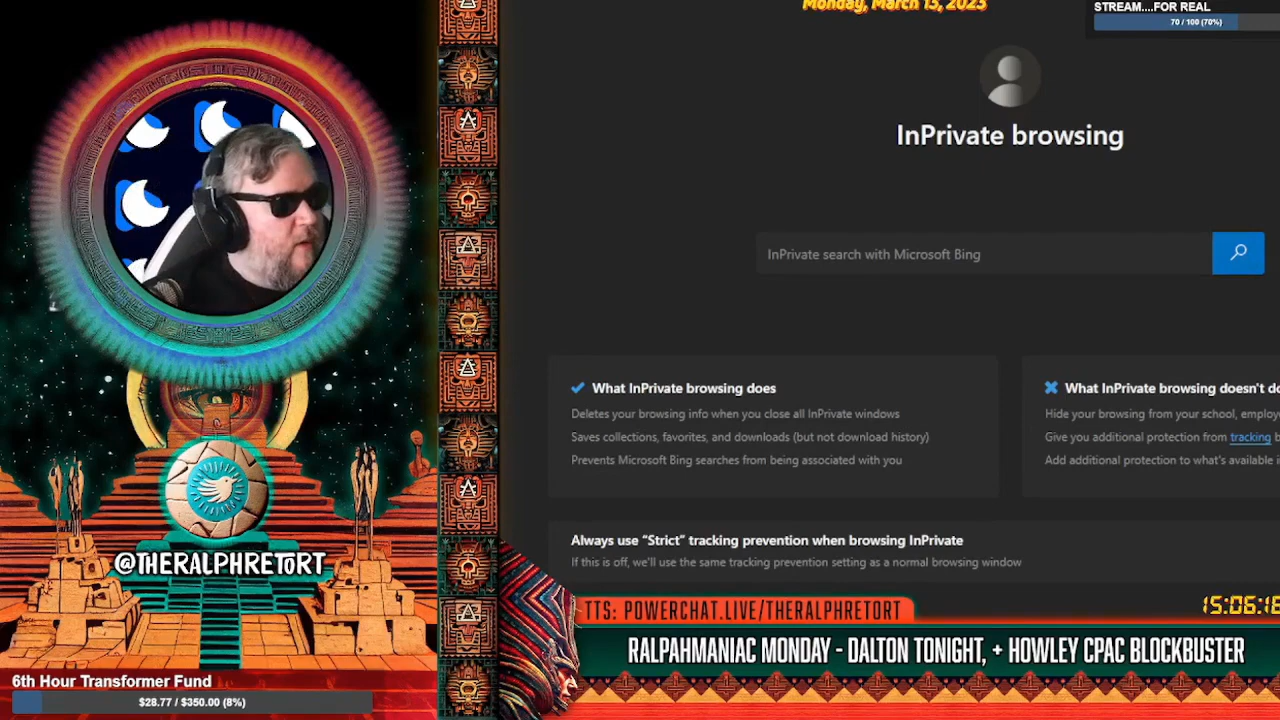 Monday, March 13, 2023
STREAM....FOR REAL
70 / 100 (70%)
InPrivate browsing
InPrivate search with Microsoft Bing
What InPrivate browsing does
Deletes your browsing info when you close all InPrivate windows
Saves collections, favorites, and downloads (but not download history)
Prevents Microsoft Bing searches from being associated with you
What InPrivate browsing doesn't do
Hide your browsing from your school, employ
Give you additional protection from tracking b
Add additional protection to what's available i
Always use “Strict” tracking prevention when browsing InPrivate
If this is off, we'll use the same tracking prevention setting as a normal browsing window
@THERALPHRETORT
TTS: POWERCHAT.LIVE/THERALPHRETORT
15:06:16
RALPAHMANIAC MONDAY - DALTON TONIGHT, + HOWLEY CPAC BLOCKBUSTER
6th Hour Transformer Fund
$28.77 / $350.00 (8%)